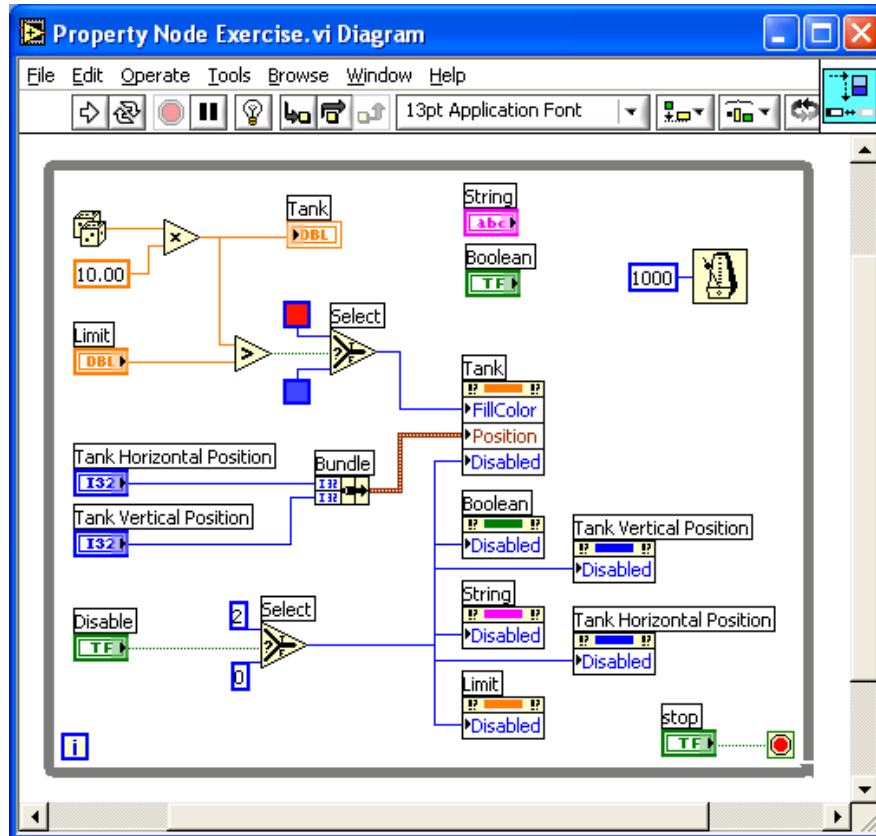 Property Node Exercise.vi Diagram
File Edit Operate Tools Browse Window Help
13pt Application Font
Tank
DBL
10.00
String
abc
Boolean
TF
1000
Limit
DBL
Select
? T F
>
x
Tank
!? !?
FillColor
Position
Disabled
Tank Horizontal Position
I32
Bundle
I32
I32
Tank Vertical Position
I32
Boolean
!? !?
Disabled
Tank Vertical Position
!? !?
Disabled
Disable
TF
2
Select
? T F
0
String
!? !?
Disabled
Tank Horizontal Position
!? !?
Disabled
Limit
!? !?
Disabled
stop
TF
i